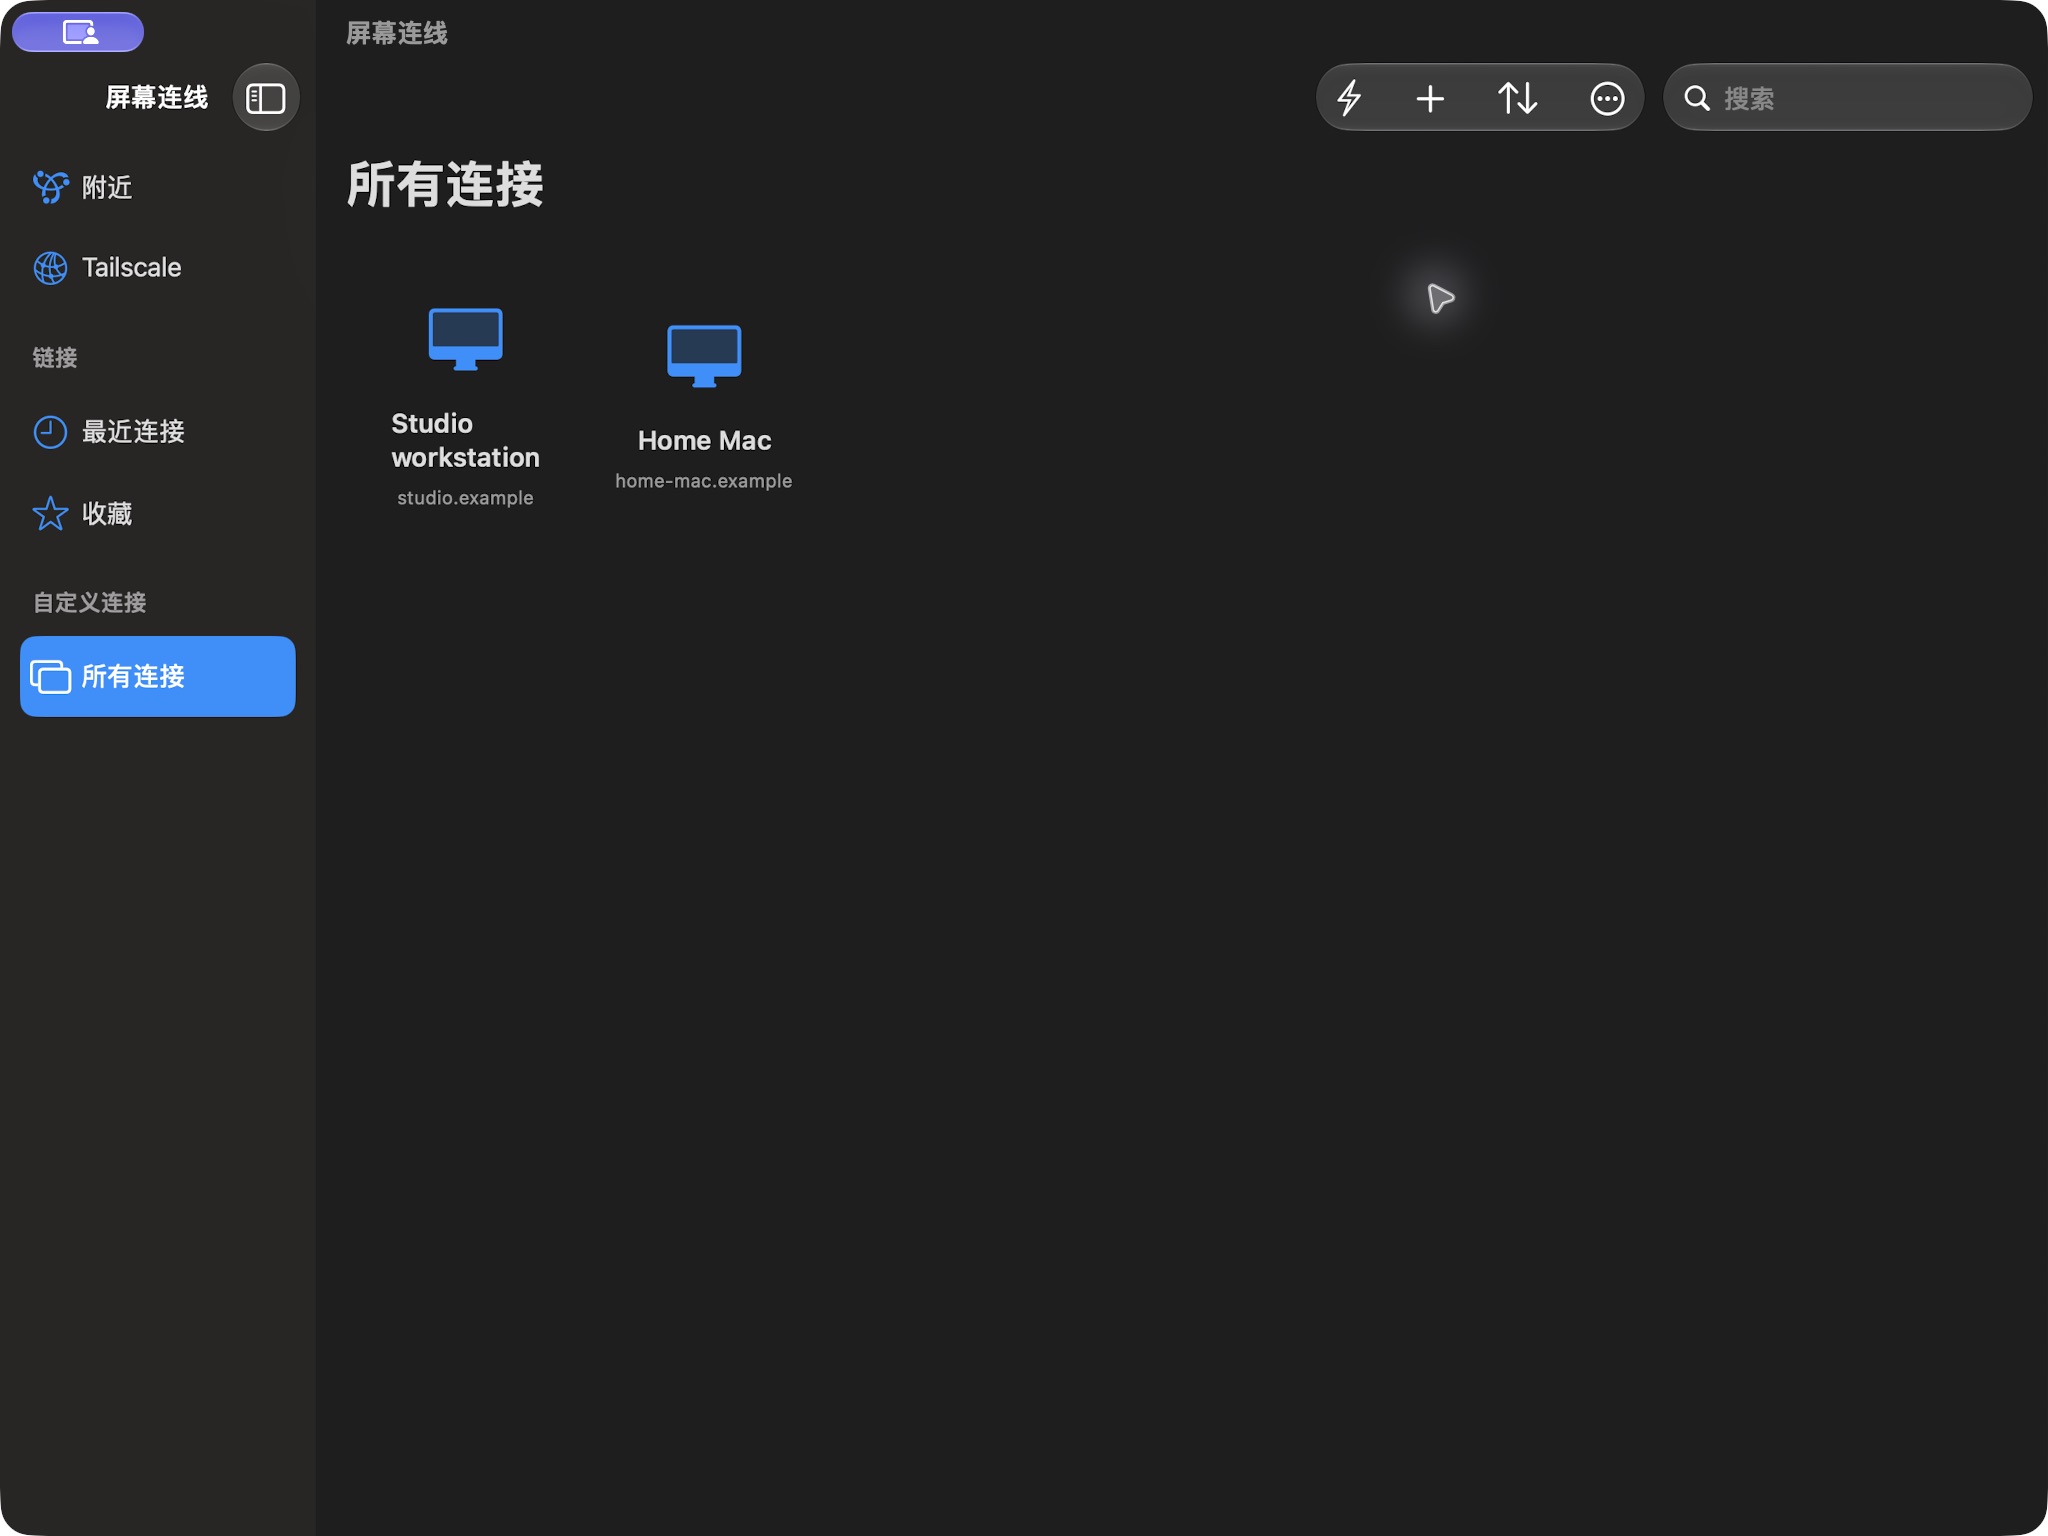 屏幕连线
屏幕连线
搜索
附近
Tailscale
链接
最近连接
收藏
自定义连接
所有连接
所有连接
Studio
workstation
studio.example
Home Mac
home-mac.example